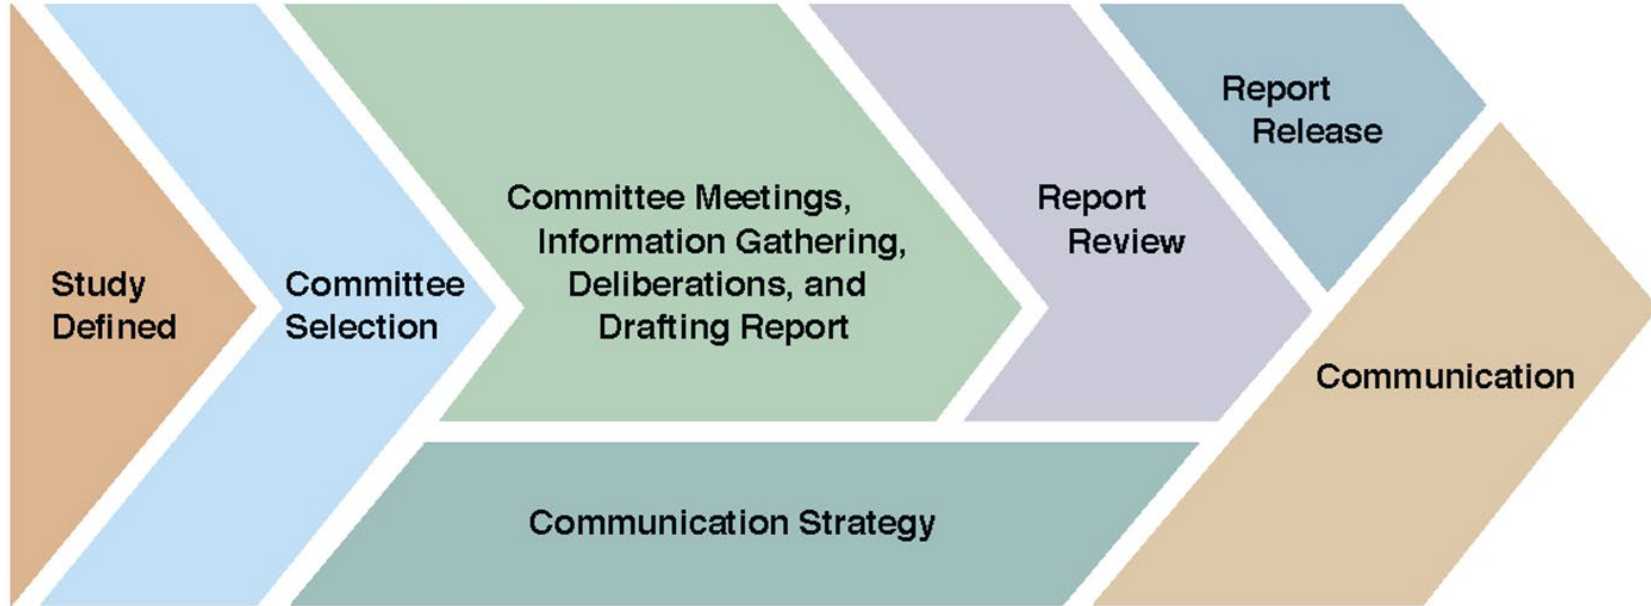 Study
Defined
Committee
Selection
Committee Meetings,
Information Gathering,
Deliberations, and
Drafting Report
Report
Review
Report
Release
Communication
Communication Strategy